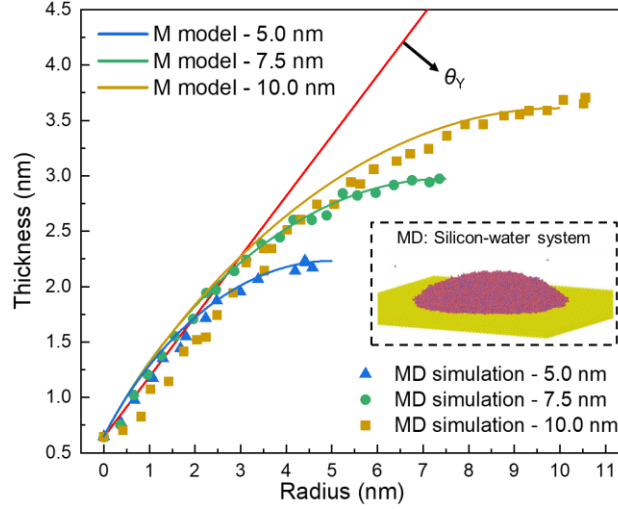 4.5
4.0
3.5
3.0
2.5
2.0
1.5
1.0
0.5
Thickness (nm)
M model - 5.0 nm
M model - 7.5 nm
M model - 10.0 nm
θY
MD: Silicon-water system
MD simulation - 5.0 nm
MD simulation - 7.5 nm
MD simulation - 10.0 nm
0 1 2 3 4 5 6 7 8 9 10 11
Radius (nm)